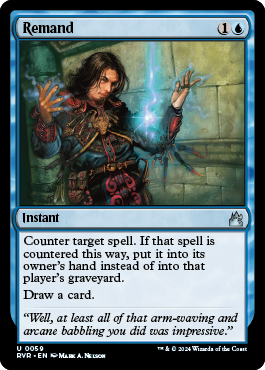 Remand 1
Instant
Counter target spell. If that spell is
countered this way, put it into its
owner's hand instead of into that
player's graveyard.
Draw a card.
"Well, at least all of that arm-waving and
arcane babbling you did was impressive."
U 0059
RVR • EN Mark A. Nelson ™ & © 2024 Wizards of the Coast